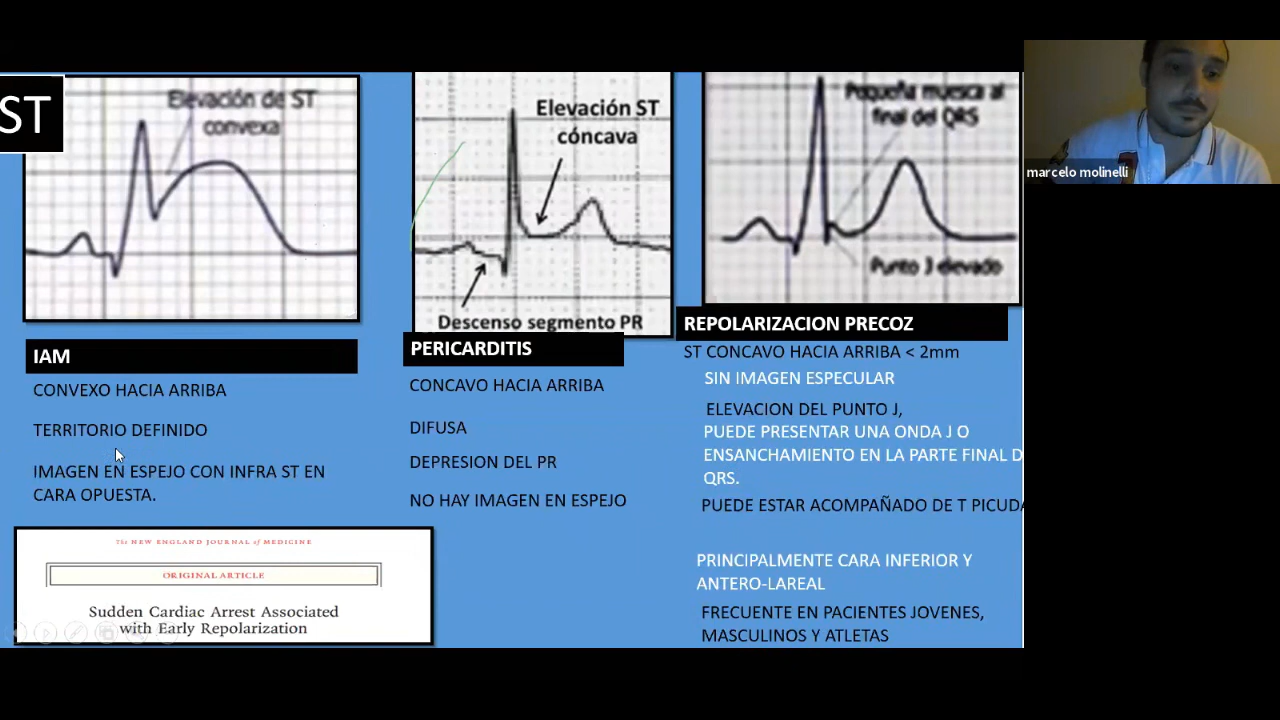 ST
Elevación de ST
convexa
IAM
CONVEXO HACIA ARRIBA
TERRITORIO DEFINIDO
IMAGEN EN ESPEJO CON INFRA ST EN
CARA OPUESTA.
The NEW ENGLAND JOURNAL of MEDICINE
ORIGINAL ARTICLE
Sudden Cardiac Arrest Associated
with Early Repolarization
Elevación ST
cóncava
Descenso segmento PR
PERICARDITIS
CONCAVO HACIA ARRIBA
DIFUSA
DEPRESION DEL PR
NO HAY IMAGEN EN ESPEJO
Pequeña muesca al
final del QRS
Punto J elevado
REPOLARIZACION PRECOZ
ST CONCAVO HACIA ARRIBA < 2mm
SIN IMAGEN ESPECULAR
ELEVACION DEL PUNTO J,
PUEDE PRESENTAR UNA ONDA J O
ENSANCHAMIENTO EN LA PARTE FINAL D
QRS.
PUEDE ESTAR ACOMPAÑADO DE T PICUDA
PRINCIPALMENTE CARA INFERIOR Y
ANTERO-LAREAL
FRECUENTE EN PACIENTES JOVENES,
MASCULINOS Y ATLETAS
marcelo molinelli